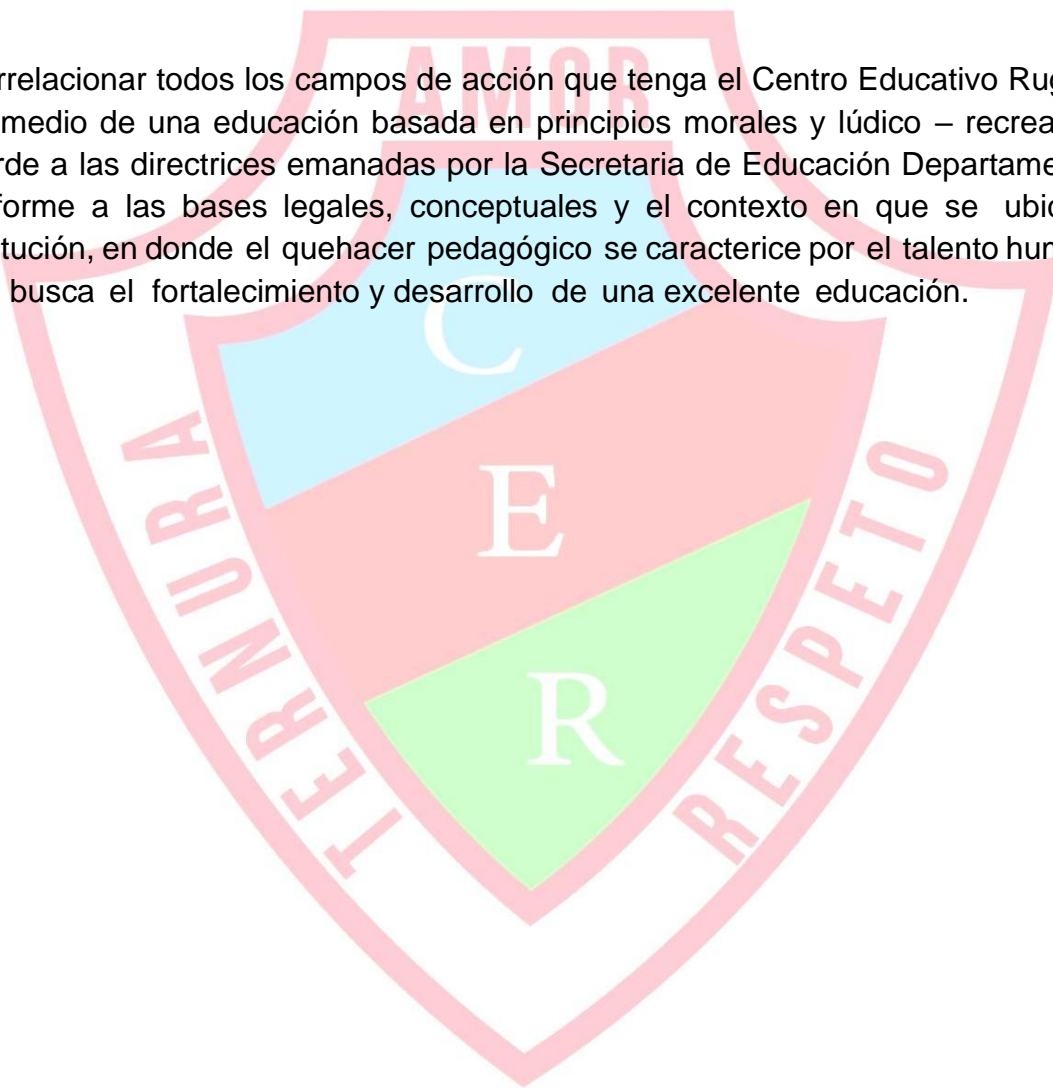 AMOR
rrelacionar todos los campos de acción que tenga el Centro Educativo Rug
medio de una educación basada en principios morales y lúdico – recrea
rde a las directrices emanadas por la Secretaria de Educación Departame
forme a las bases legales, conceptuales y el contexto en que se ubic
tución, en donde el quehacer pedagógico se caracterice por el talento hur
busca el fortalecimiento y desarrollo de una excelente educación.
C
E
R
TERNURA
RESPETO